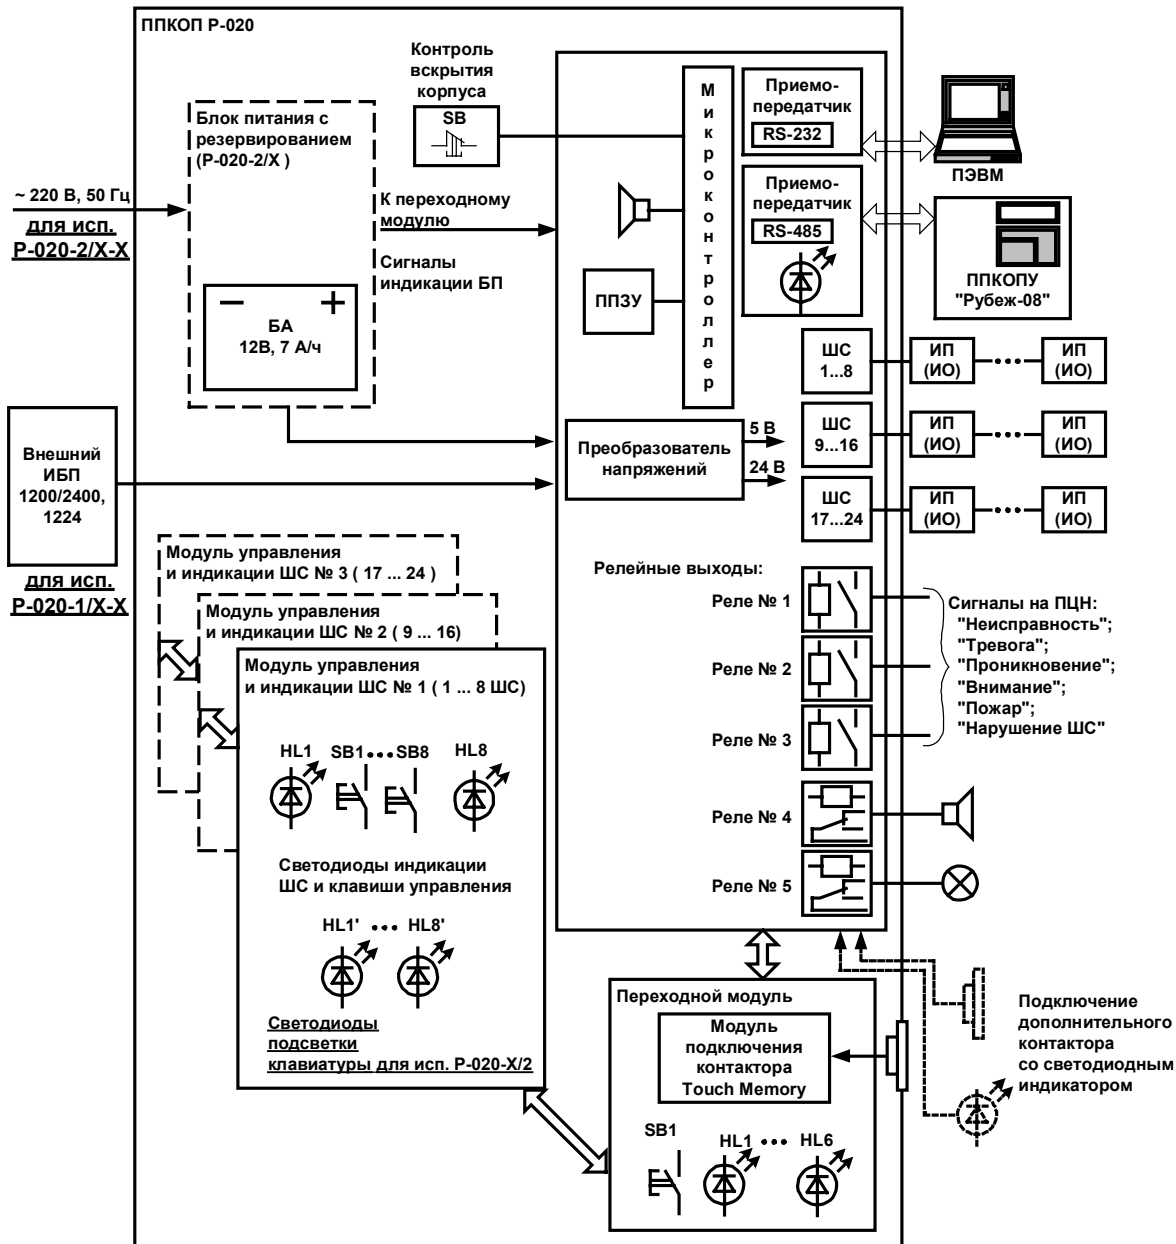 ППКОП Р-020
Контроль
вскрытия
корпуса
SB
Блок питания с
резервированием
(Р-020-2/Х )
~ 220 В, 50 Гц
для исп.
Р-020-2/Х-Х
К переходному
модулю
Сигналы
индикации БП
БА
12В, 7 А/ч
Микроконтроллер
ППЗУ
Приемо-
передатчик
RS-232
ПЭВМ
Приемо-
передатчик
RS-485
ППКОПУ
"Рубеж-08"
ШС
1...8
ИП
(ИО)
ИП
(ИО)
ШС
9...16
ИП
(ИО)
ИП
(ИО)
ШС
17...24
ИП
(ИО)
ИП
(ИО)
Преобразователь
напряжений
5 В
24 В
Внешний
ИБП
1200/2400,
1224
для исп.
Р-020-1/Х-Х
Модуль управления
и индикации ШС № 3 ( 17 ... 24 )
Модуль управления
и индикации ШС № 2 ( 9 ... 16)
Модуль управления
и индикации ШС № 1 ( 1 ... 8 ШС)
HL1 SB1 SB8 HL8
Светодиоды индикации
ШС и клавиши управления
HL1' HL8'
Светодиоды
подсветки
клавиатуры для исп. Р-020-Х/2
Релейные выходы:
Реле № 1
Реле № 2
Реле № 3
Реле № 4
Реле № 5
Сигналы на ПЦН:
"Неисправность";
"Тревога";
"Проникновение";
"Внимание";
"Пожар";
"Нарушение ШС"
Переходной модуль
Модуль
подключения
контактора
Touch Memory
SB1
HL1 HL6
Подключение
дополнительного
контактора
со светодиодным
индикатором